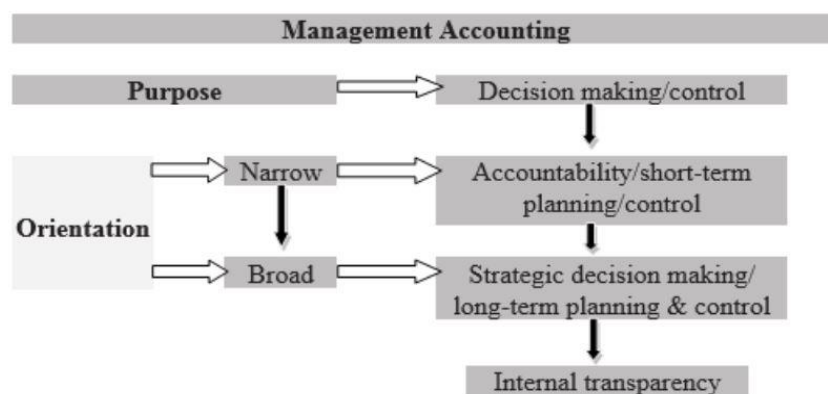 Management Accounting
Purpose
Decision making/control
Narrow
Accountability/short-term
planning/control
Orientation
Broad
Strategic decision making/
long-term planning & control
Internal transparency